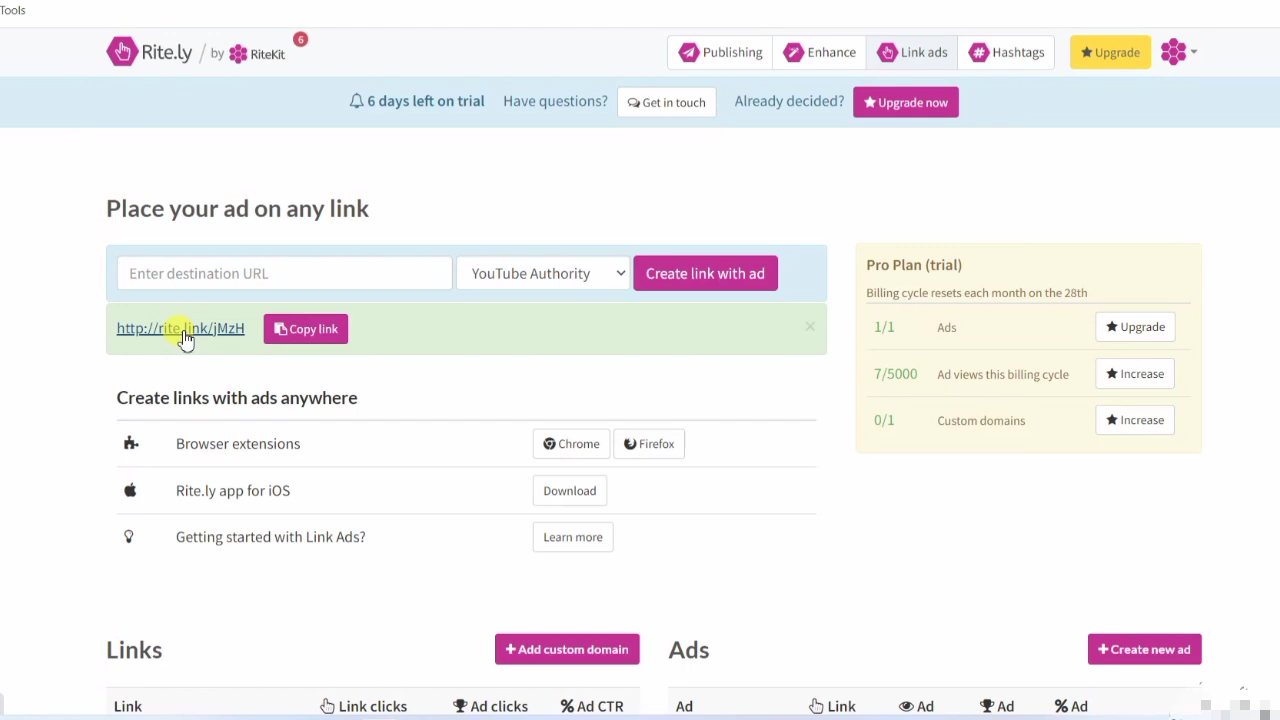 Tools
Rite.ly / by RiteKit 6
Publishing Enhance Link ads Hashtags Upgrade
6 days left on trial Have questions? Get in touch Already decided? Upgrade now
Place your ad on any link
Enter destination URL YouTube Authority Create link with ad
http://rite.link/jMzH Copy link ×
Pro Plan (trial)
Billing cycle resets each month on the 28th
1/1 Ads Upgrade
7/5000 Ad views this billing cycle Increase
0/1 Custom domains Increase
Create links with ads anywhere
Browser extensions Chrome Firefox
Rite.ly app for iOS Download
Getting started with Link Ads? Learn more
Links + Add custom domain
Ads + Create new ad
Link Link clicks Ad clicks % Ad CTR
Ad Link Ad Ad % Ad